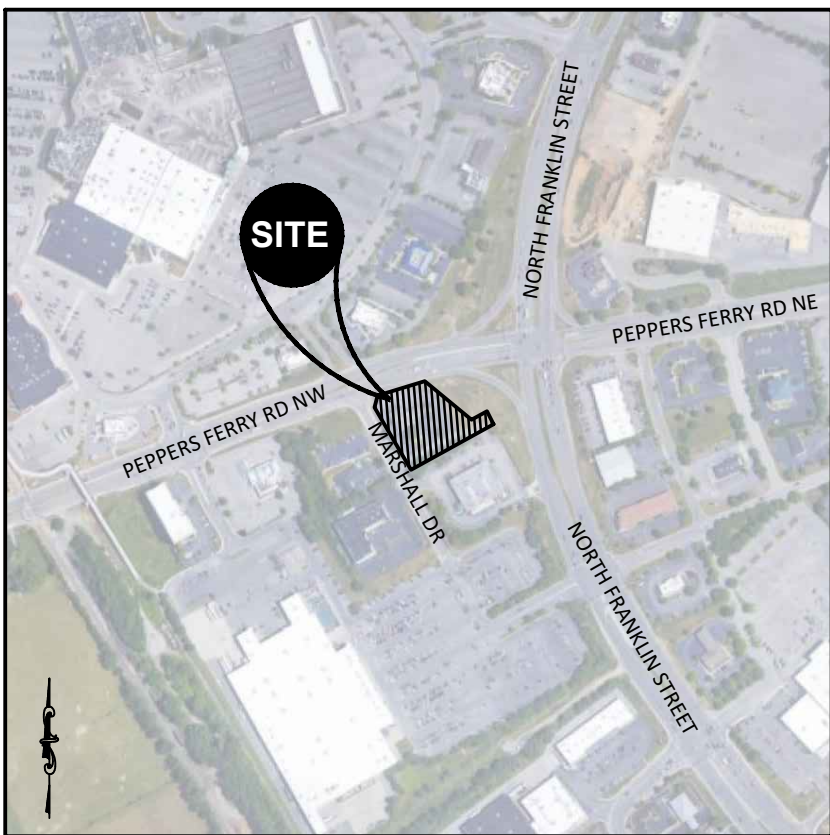 NORTH FRANKLIN STREET
SITE
PEPPERS FERRY RD NE
PEPPERS FERRY RD NW
MARSHALL DR
NORTH FRANKLIN STREET